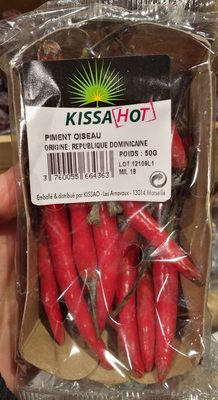 KISSA[HOT]
PIMENT OISEAU
ORIGINE: REPUBLIQUE DOMINICAINE
POIDS : 50G
LOT:12109L1
M/L 18
3 760055 664363
Emballé & distribué par KISSAO - Les Arnavaux - 13014 Marseille